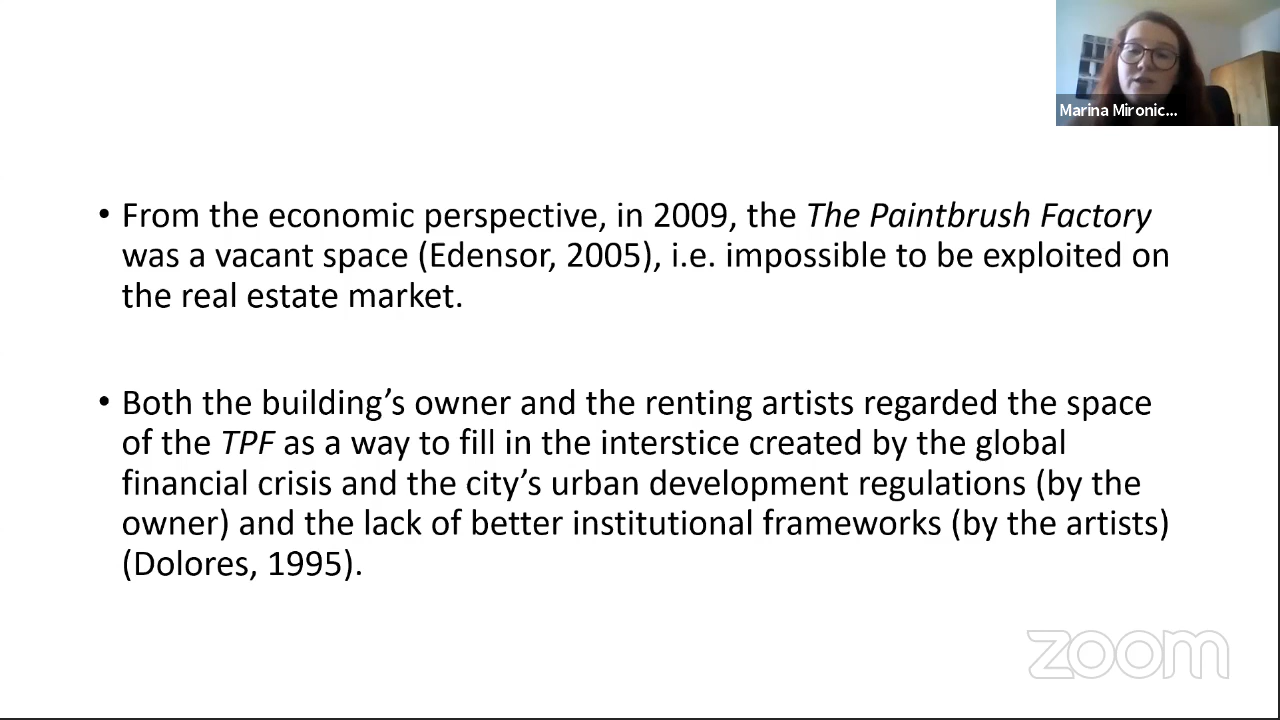 Marina Mironic...
• From the economic perspective, in 2009, the The Paintbrush Factory
was a vacant space (Edensor, 2005), i.e. impossible to be exploited on
the real estate market.
• Both the building’s owner and the renting artists regarded the space
of the TPF as a way to fill in the interstice created by the global
financial crisis and the city’s urban development regulations (by the
owner) and the lack of better institutional frameworks (by the artists)
(Dolores, 1995).
zoom